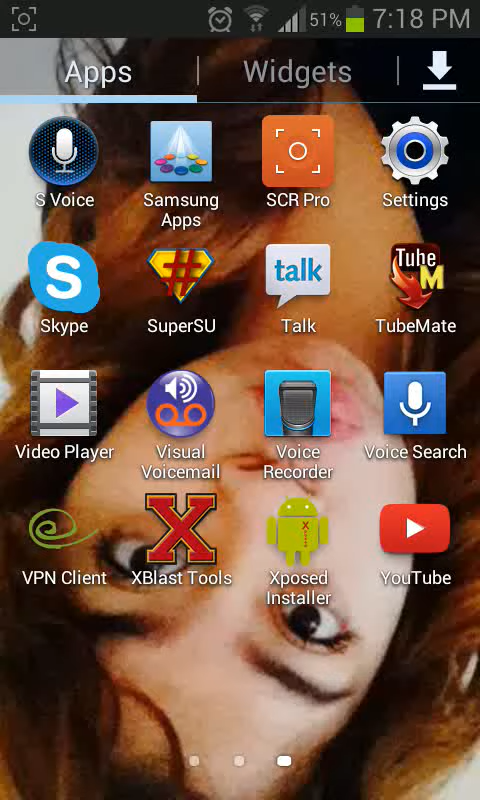 51% 7:18 PM
Apps Widgets
S Voice
Samsung Apps
SCR Pro
Settings
S
Skype
#
SuperSU
talk
Talk
Tube M
TubeMate
Video Player
Visual Voicemail
Voice Recorder
Voice Search
VPN Client
X
XBlast Tools
X
Xposed Installer
YouTube